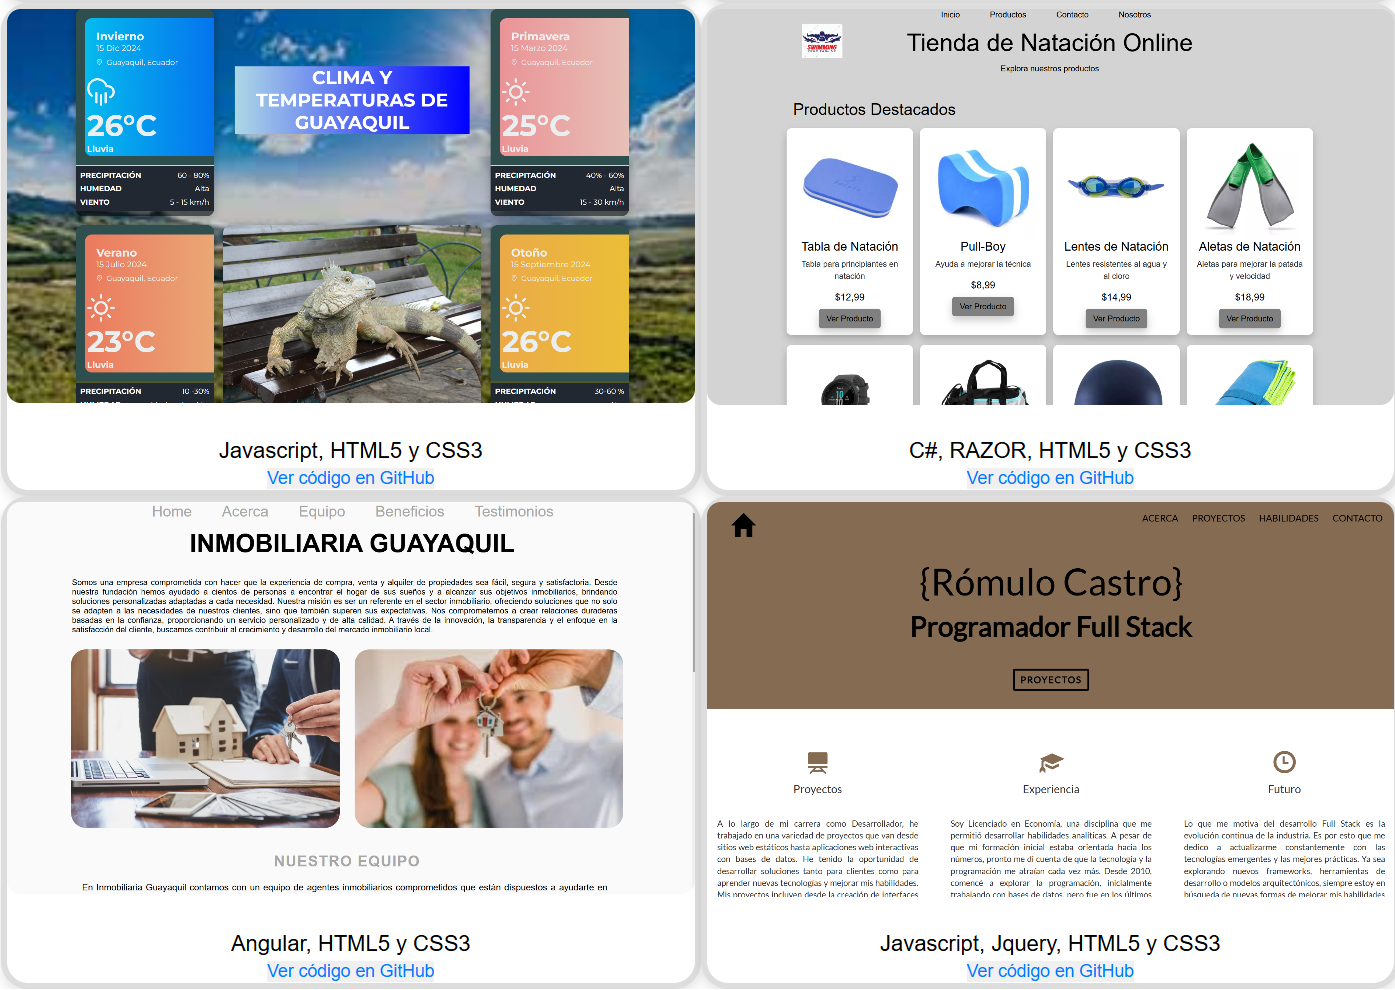 Invierno
15 Dic 2024
Guayaquil, Ecuador
26°C
Lluvia
PRECIPITACIÓN 60 - 80%
HUMEDAD Alta
VIENTO 5 - 15 km/h
CLIMA Y
TEMPERATURAS DE
GUAYAQUIL
Primavera
15 Marzo 2024
Guayaquil, Ecuador
25°C
Lluvia
PRECIPITACIÓN 40% - 60%
HUMEDAD Alta
VIENTO 15 - 30 km/h
Verano
15 Julio 2024
Guayaquil, Ecuador
23°C
Lluvia
PRECIPITACIÓN 10 -30%
Otoño
15 Septiembre 2024
Guayaquil, Ecuador
26°C
Lluvia
PRECIPITACIÓN 30-60 %
Javascript, HTML5 y CSS3
Ver código en GitHub
Inicio Productos Contacto Nosotros
SWIMMING
Tienda de Natación Online
Explora nuestros productos
Productos Destacados
Tabla de Natación
Tabla para principiantes en
natación
$12,99
Ver Producto
Pull-Boy
Ayuda a mejorar la técnica
$8,99
Ver Producto
Lentes de Natación
Lentes resistentes al agua y
al cloro
$14,99
Ver Producto
Aletas de Natación
Aletas para mejorar la patada
y velocidad
$18,99
Ver Producto
C#, RAZOR, HTML5 y CSS3
Ver código en GitHub
Home Acerca Equipo Beneficios Testimonios
INMOBILIARIA GUAYAQUIL
Somos una empresa comprometida con hacer que la experiencia de compra, venta y alquiler de propiedades sea fácil, segura y satisfactoria. Desde
nuestra fundación hemos ayudado a cientos de personas a encontrar el hogar de sus sueños y a alcanzar sus objetivos inmobiliarios, brindando
soluciones personalizadas adaptadas a cada necesidad. Nuestra misión es ser un referente en el sector inmobiliario, ofreciendo soluciones que no solo
se adapten a las necesidades de nuestros clientes, sino que también superen sus expectativas. Nos comprometemos a crear relaciones duraderas
basadas en la confianza, proporcionando un servicio personalizado y de alta calidad. A través de la innovación, la transparencia y el enfoque en la
satisfacción del cliente, buscamos contribuir al crecimiento y desarrollo del mercado inmobiliario local.
NUESTRO EQUIPO
En Inmobiliaria Guayaquil contamos con un equipo de agentes inmobiliarios comprometidos que están dispuestos a ayudarte en
Angular, HTML5 y CSS3
Ver código en GitHub
ACERCA PROYECTOS HABILIDADES CONTACTO
{Rómulo Castro}
Programador Full Stack
PROYECTOS
Proyectos
A lo largo de mi carrera como Desarrollador, he
trabajado en una variedad de proyectos que van desde
sitios web estáticos hasta aplicaciones web interactivas
con bases de datos. He tenido la oportunidad de
desarrollar soluciones tanto para clientes como para
aprender nuevas tecnologías y mejorar mis habilidades.
Mis proyectos incluyen desde la creación de interfaces
Experiencia
Soy Licenciado en Economía, una disciplina que me
permitió desarrollar habilidades analíticas. A pesar de
que mi formación inicial estaba orientada hacia los
números, pronto me di cuenta de que la tecnología y la
programación me atraían cada vez más. Desde 2010,
comencé a explorar la programación, inicialmente
trabajando con bases de datos, pero fue en los últimos
Futuro
Lo que me motiva del desarrollo Full Stack es la
evolución continua de la industria. Es por esto que me
dedico a actualizarme constantemente con las
tecnologías emergentes y las mejores prácticas. Ya sea
explorando nuevos frameworks, herramientas de
desarrollo o modelos arquitectónicos, siempre estoy en
búsqueda de nuevas formas de mejorar mis habilidades
Javascript, Jquery, HTML5 y CSS3
Ver código en GitHub